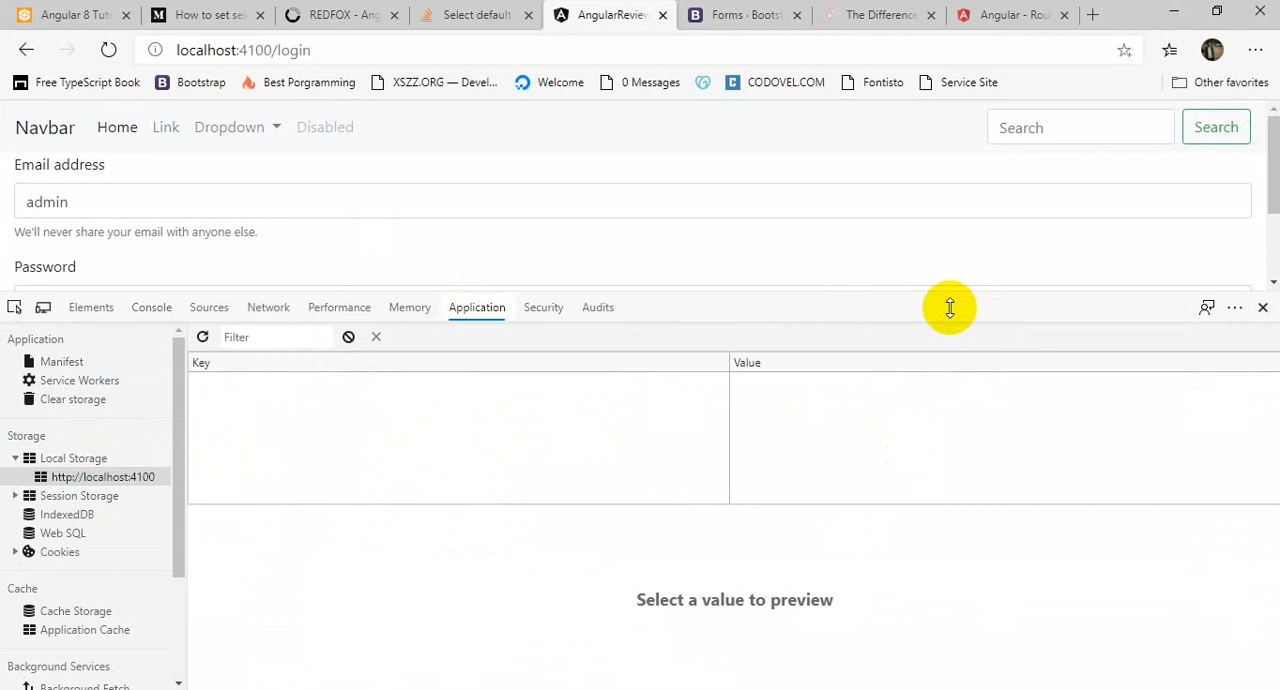 Angular 8 Tuto
How to set sel
REDFOX - Ang
Select default
AngularReview
Forms · Bootst
The Difference
Angular - Rou
localhost:4100/login
Free TypeScript Book
Bootstrap
Best Porgramming
XSZZ.ORG — Devel...
Welcome
0 Messages
CODOVEL.COM
Fontisto
Service Site
Other favorites
Navbar
Home
Link
Dropdown
Disabled
Search
Search
Email address
admin
We'll never share your email with anyone else.
Password
Elements
Console
Sources
Network
Performance
Memory
Application
Security
Audits
Application
Filter
Key
Value
Manifest
Service Workers
Clear storage
Storage
Local Storage
http://localhost:4100
Session Storage
IndexedDB
Web SQL
Cookies
Cache
Select a value to preview
Cache Storage
Application Cache
Background Services
Background Fetch